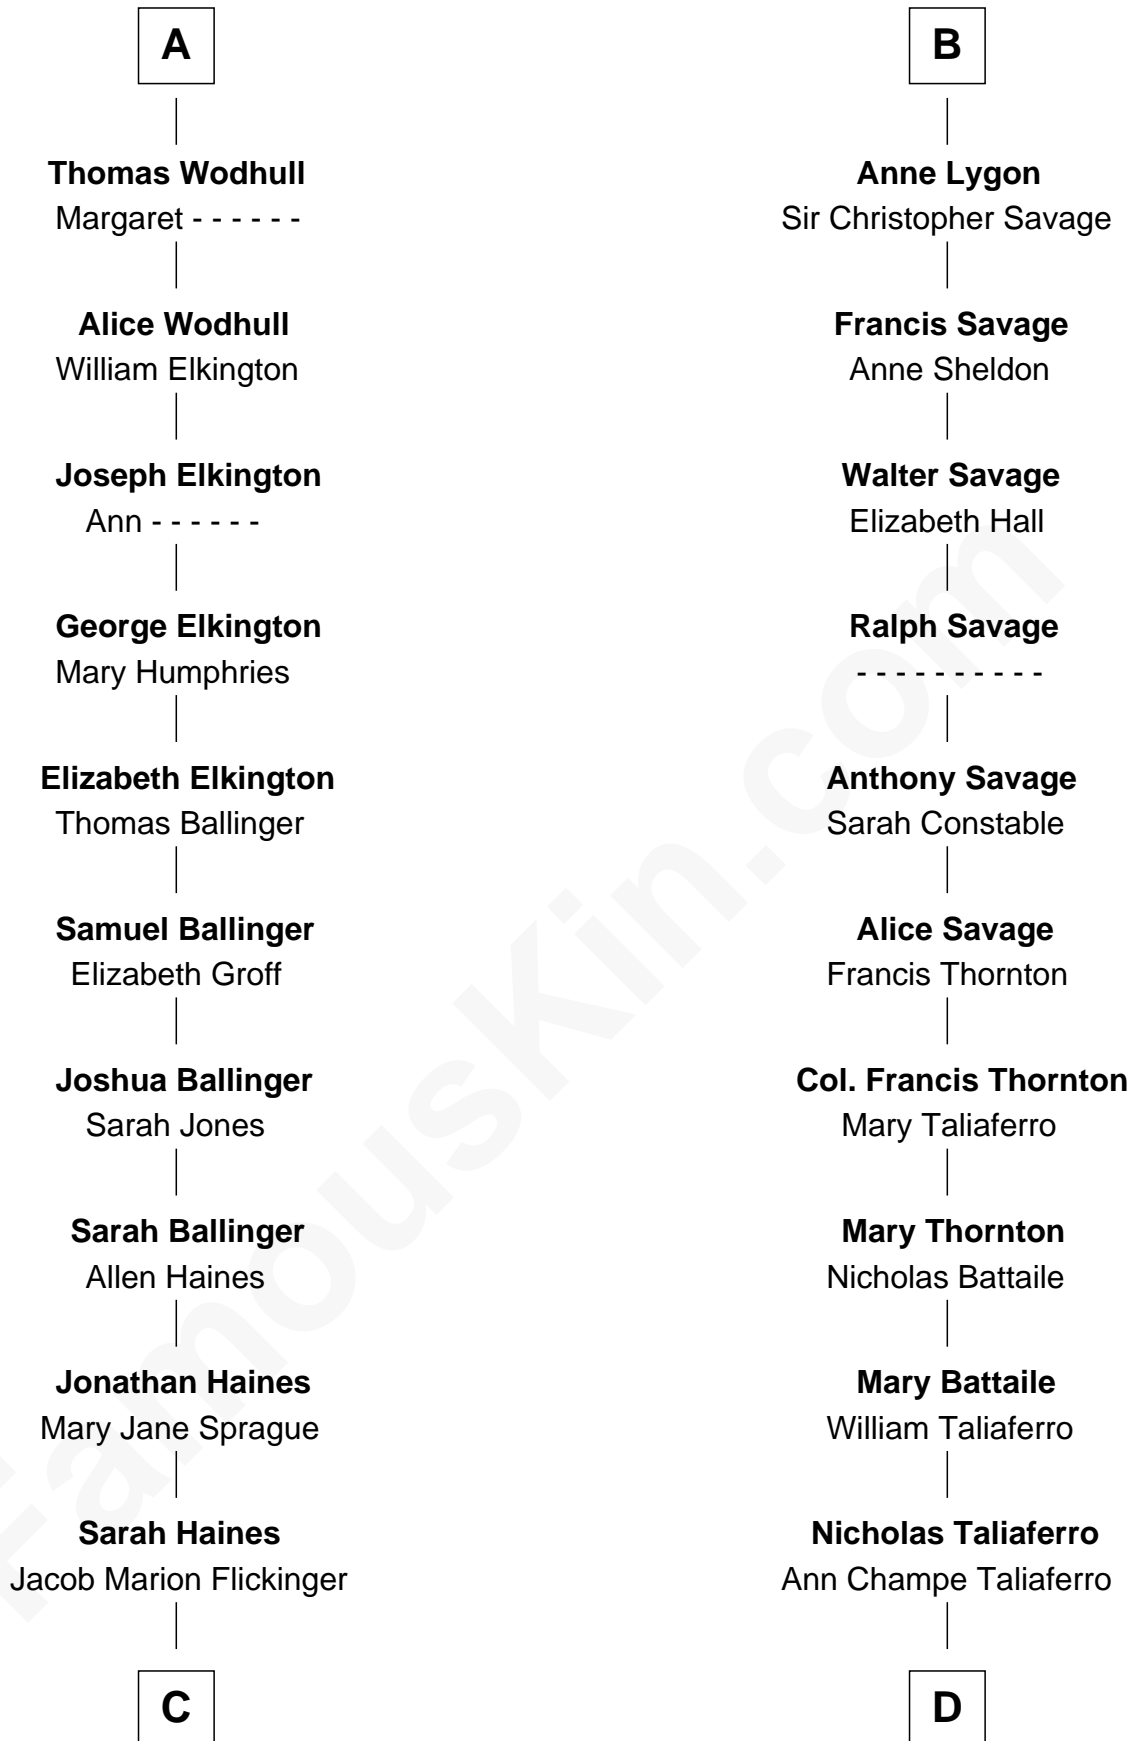 A
Thomas Wodhull
Margaret - - - - - -
Alice Wodhull
William Elkington
Joseph Elkington
Ann - - - - - -
George Elkington
Mary Humphries
Elizabeth Elkington
Thomas Ballinger
Samuel Ballinger
Elizabeth Groff
Joshua Ballinger
Sarah Jones
Sarah Ballinger
Allen Haines
Jonathan Haines
Mary Jane Sprague
Sarah Haines
Jacob Marion Flickinger
C
B
Anne Lygon
Sir Christopher Savage
Francis Savage
Anne Sheldon
Walter Savage
Elizabeth Hall
Ralph Savage
- - - - - - - - - -
Anthony Savage
Sarah Constable
Alice Savage
Francis Thornton
Col. Francis Thornton
Mary Taliaferro
Mary Thornton
Nicholas Battaile
Mary Battaile
William Taliaferro
Nicholas Taliaferro
Ann Champe Taliaferro
D
FamousKin.com